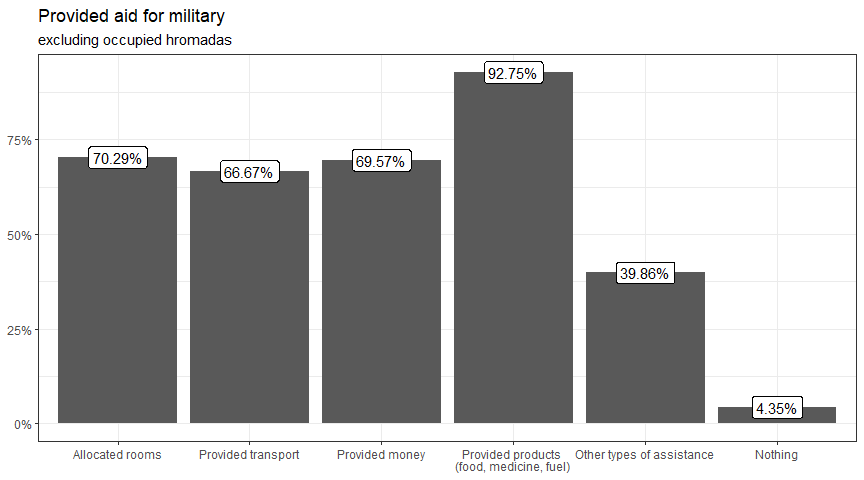 Provided aid for military
excluding occupied hromadas
92.75%
75%
70.29%
66.67%
69.57%
50%
39.86%
25%
4.35%
0%
Allocated rooms
Provided transport
Provided money
Provided products
(food, medicine, fuel)
Other types of assistance
Nothing